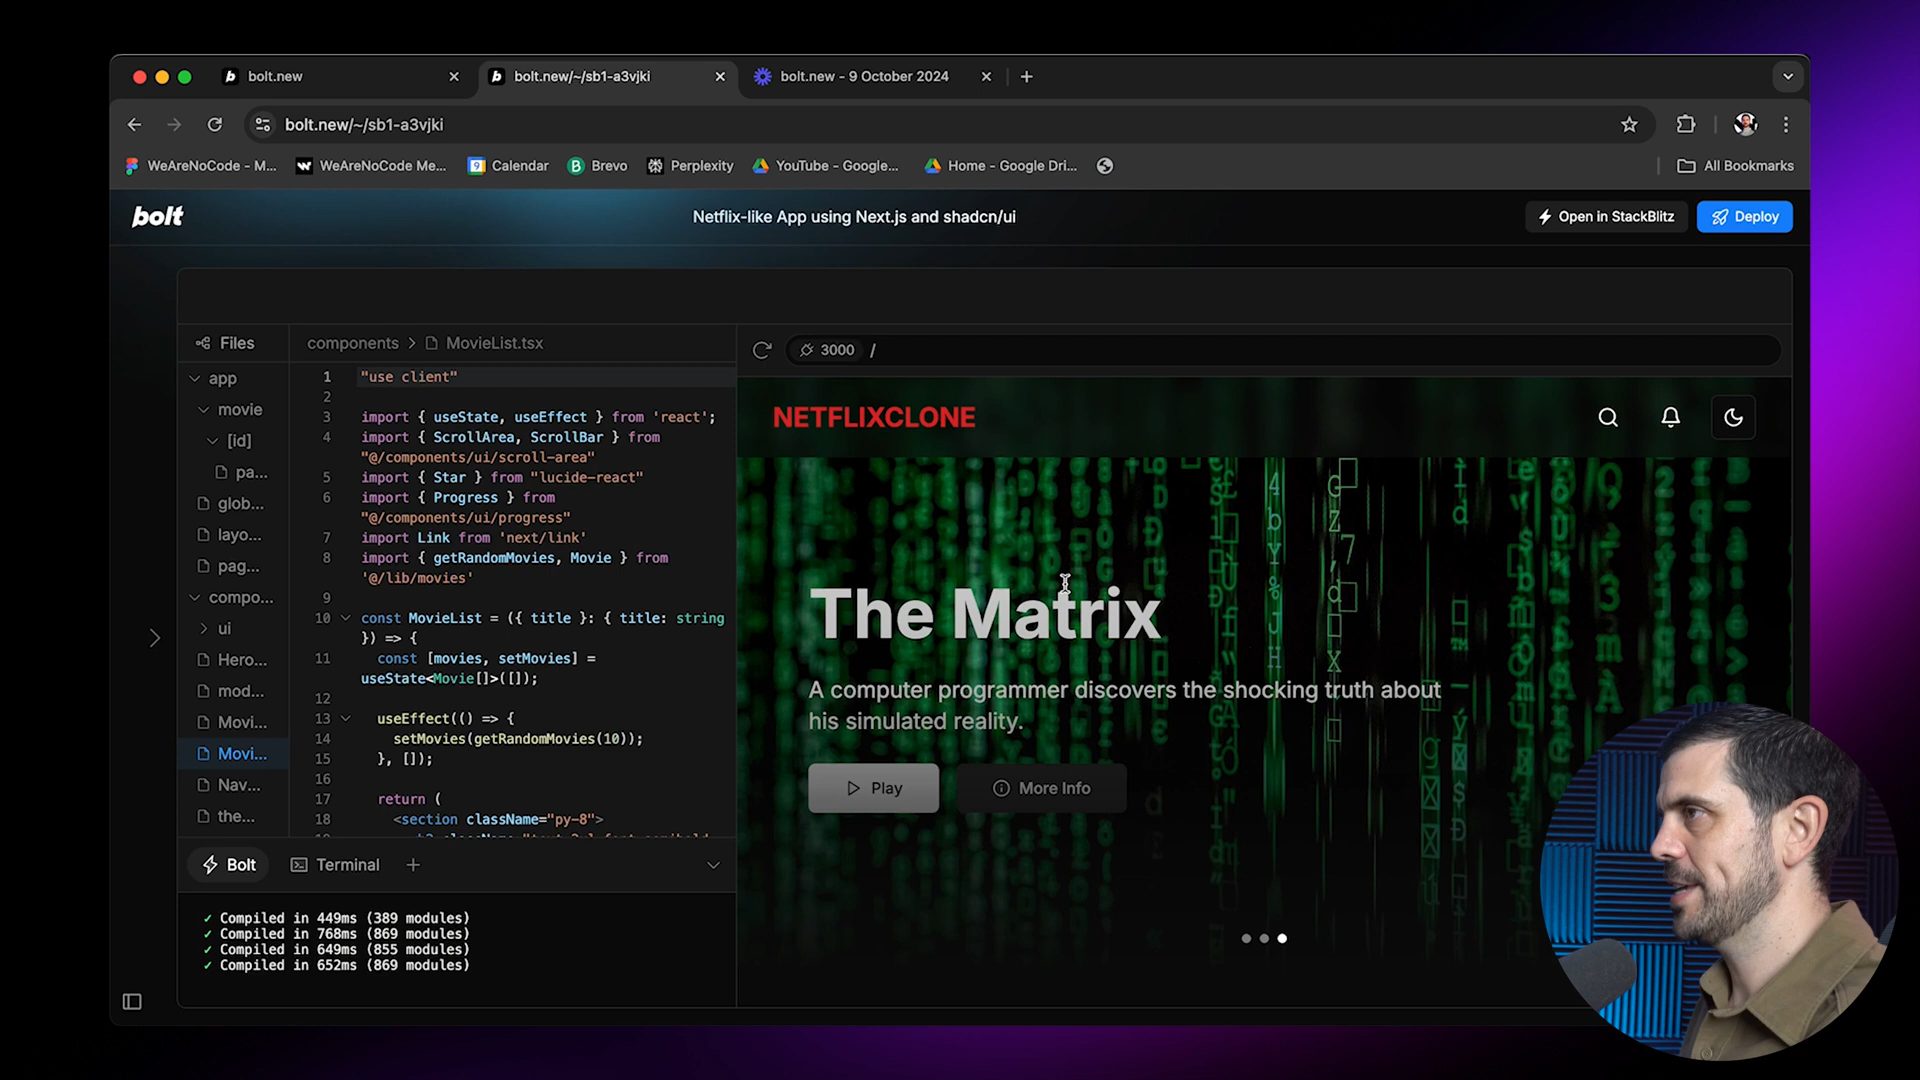 bolt.new
bolt.new/~/sb1-a3vjki
bolt.new - 9 October 2024
bolt.new/~/sb1-a3vjki
WeAreNoCode - M...
WeAreNoCode Me...
Calendar
Brevo
Perplexity
YouTube - Google...
Home - Google Dri...
All Bookmarks
bolt
Netflix-like App using Next.js and shadcn/ui
Open in StackBlitz
Deploy
Files
components > MovieList.tsx
3000 /
app
movie
[id]
pa...
glob...
layo...
pag...
compo...
ui
Hero...
mod...
Movi...
Movi...
Nav...
the...
1 "use client"
2
3 import { useState, useEffect } from 'react';
4 import { ScrollArea, ScrollBar } from
"@/components/ui/scroll-area"
5 import { Star } from "lucide-react"
6 import { Progress } from
"@/components/ui/progress"
7 import Link from 'next/link'
8 import { getRandomMovies, Movie } from
'@/lib/movies'
9
10 const MovieList = ({ title }: { title: string
}) => {
11 const [movies, setMovies] =
useState<Movie[]>([]);
12
13 useEffect(() => {
14 setMovies(getRandomMovies(10));
15 }, []);
16
17 return (
18 <section className="py-8">
NETFLIXCLONE
The Matrix
A computer programmer discovers the shocking truth about
his simulated reality.
Play
More Info
Bolt
Terminal
✓ Compiled in 449ms (389 modules)
✓ Compiled in 768ms (869 modules)
✓ Compiled in 649ms (855 modules)
✓ Compiled in 652ms (869 modules)